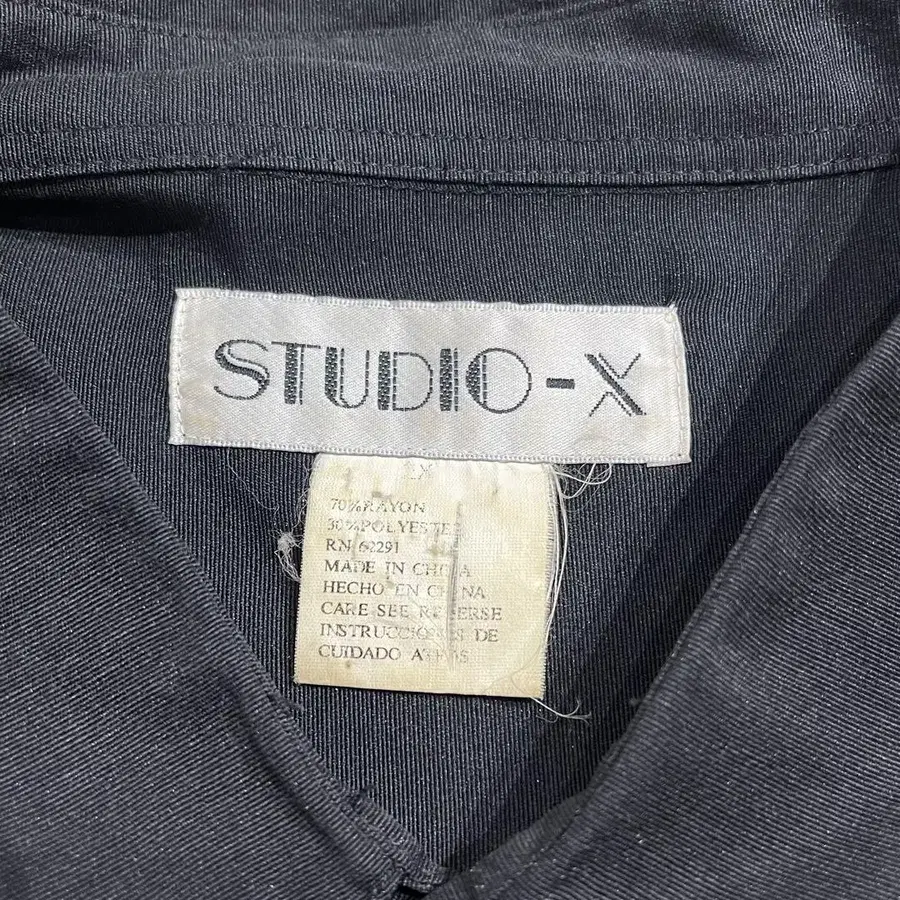 STUDIO-X
70% RAYON
30% POLYESTER
RN 62291
MADE IN CHINA
HECHO EN CHINA
CARE SEE REVERSE
INSTRUCCIONES DE
CUIDADO ATRAS